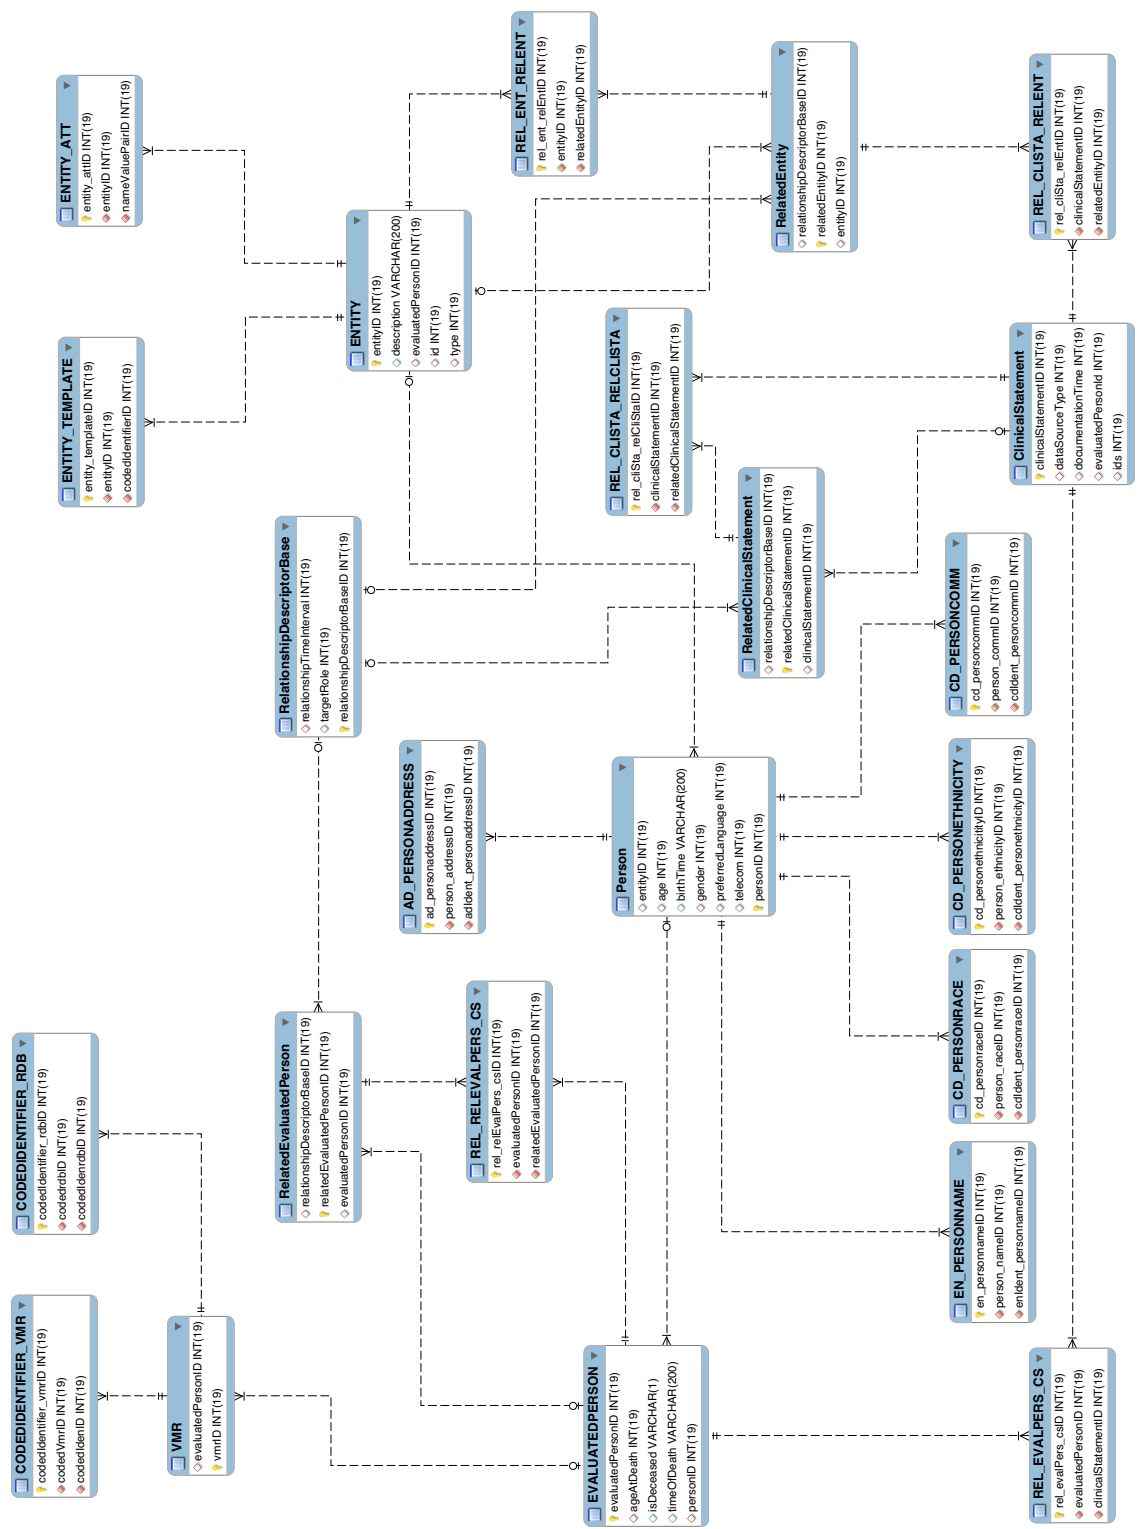 CODEDIDENTIFIER_VMR
codedIdentifier_vmrID INT(19)
codedVmrID INT(19)
codedIdenID INT(19)
CODEDIDENTIFIER_RDB
codedIdentifier_rdbID INT(19)
codedrdbID INT(19)
codedIdenrdbID INT(19)
ENTITY_TEMPLATE
entity_templateID INT(19)
entityID INT(19)
codedIdentifierID INT(19)
ENTITY_ATT
entity_attID INT(19)
entityID INT(19)
nameValuePairID INT(19)
VMR
evaluatedPersonID INT(19)
vmrID INT(19)
RelatedEvaluatedPerson
relationshipDescriptorBaseID INT(19)
relatedEvaluatedPersonID INT(19)
evaluatedPersonID INT(19)
RelationshipDescriptorBase
relationshipTimeInterval INT(19)
targetRole INT(19)
relationshipDescriptorBaseID INT(19)
ENTITY
entityID INT(19)
description VARCHAR(200)
evaluatedPersonID INT(19)
id INT(19)
type INT(19)
AD_PERSONADDRESS
ad_personaddressID INT(19)
person_addressID INT(19)
adIdent_personaddressID INT(19)
REL_RELEVALPERS_CS
rel_relEvalPers_csID INT(19)
evaluatedPersonID INT(19)
relatedEvaluatedPersonID INT(19)
REL_ENT_RELENT
rel_ent_relEntID INT(19)
entityID INT(19)
relatedEntityID INT(19)
EVALUATEDPERSON
evaluatedPersonID INT(19)
ageAtDeath INT(19)
isDeceased VARCHAR(1)
timeOfDeath VARCHAR(200)
personID INT(19)
Person
entityID INT(19)
age INT(19)
birthTime VARCHAR(200)
gender INT(19)
preferredLanguage INT(19)
telecom INT(19)
personID INT(19)
REL_CLISTA_RELCLISTA
rel_cliSta_relCliStaID INT(19)
clinicalStatementID INT(19)
relatedClinicalStatementID INT(19)
RelatedClinicalStatement
relationshipDescriptorBaseID INT(19)
relatedClinicalStatementID INT(19)
clinicalStatementID INT(19)
RelatedEntity
relationshipDescriptorBaseID INT(19)
relatedEntityID INT(19)
entityID INT(19)
EN_PERSONNAME
en_personnameID INT(19)
person_nameID INT(19)
enIdent_personnameID INT(19)
CD_PERSONRACE
cd_personraceID INT(19)
person_raceID INT(19)
cdIdent_personraceID INT(19)
CD_PERSONETHNICITY
cd_personethnicitityID INT(19)
person_ethnicityID INT(19)
cdIdent_personethnicityID INT(19)
CD_PERSONCOMM
cd_personcommID INT(19)
person_commID INT(19)
cdIdent_personcommID INT(19)
REL_EVALPERS_CS
rel_evalPers_csID INT(19)
evaluatedPersonID INT(19)
clinicalStatementID INT(19)
ClinicalStatement
clinicalStatementID INT(19)
dataSourceType INT(19)
documentationTime INT(19)
evaluatedPersonId INT(19)
ids INT(19)
REL_CLISTA_RELENT
rel_cliSta_relEntID INT(19)
clinicalStatementID INT(19)
relatedEntityID INT(19)